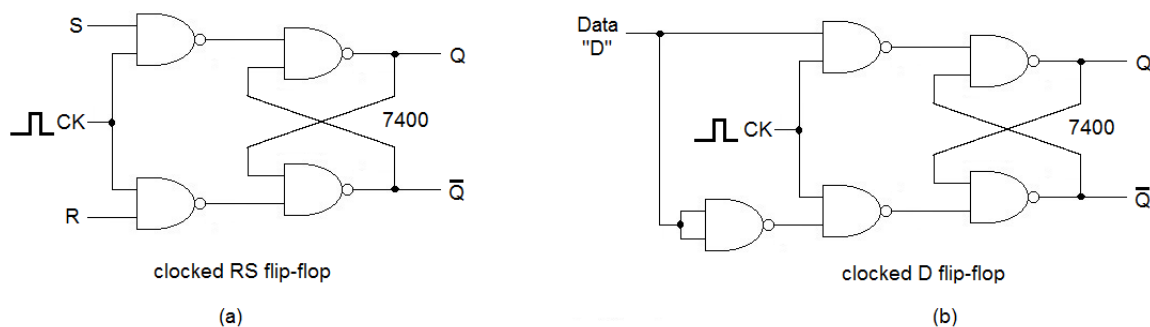 S
CK
R
7400
Q
Q̅
clocked RS flip-flop
(a)
Data
"D"
CK
7400
Q
Q̅
clocked D flip-flop
(b)